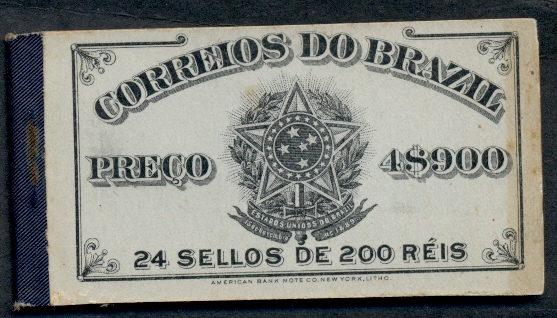 CORREIOS DO BRAZIL
PREÇO 4$900
ESTADOS UNIDOS DO BRAZIL
15 de Novembro de 1889
24 SELLOS DE 200 RÉIS
AMERICAN BANK NOTE CO. NEW YORK, LITHO.